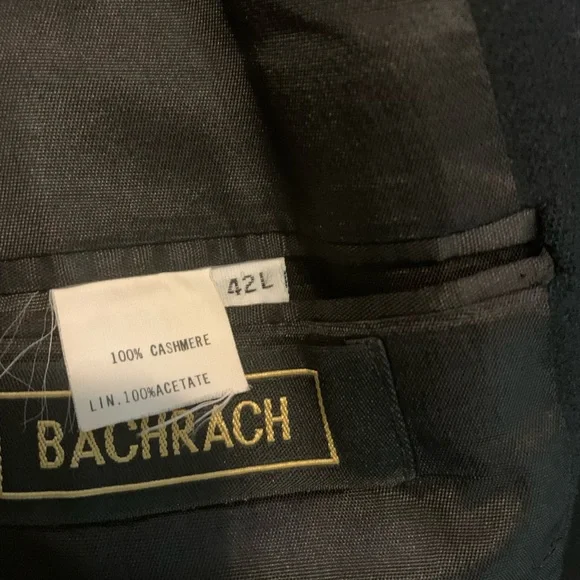 42L
100% CASHMERE
LIN.100%ACETATE
BACHRACH